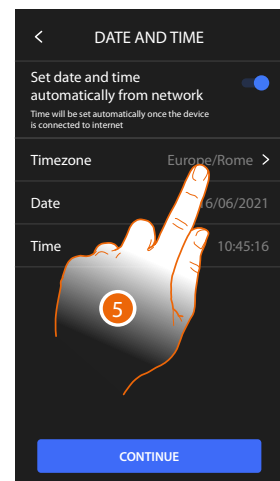 DATE AND TIME
Set date and time
automatically from network
Time will be set automatically once the device
is connected to internet
Timezone Europe/Rome
Date 6/06/2021
Time 10:45:16
5
CONTINUE